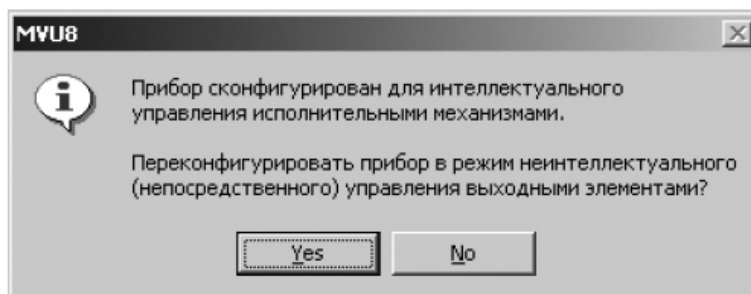 MVU8
Прибор сконфигурирован для интеллектуального
управления исполнительными механизмами.
Переконфигурировать прибор в режим неинтеллектуального
(непосредственного) управления выходными элементами?
Yes
No